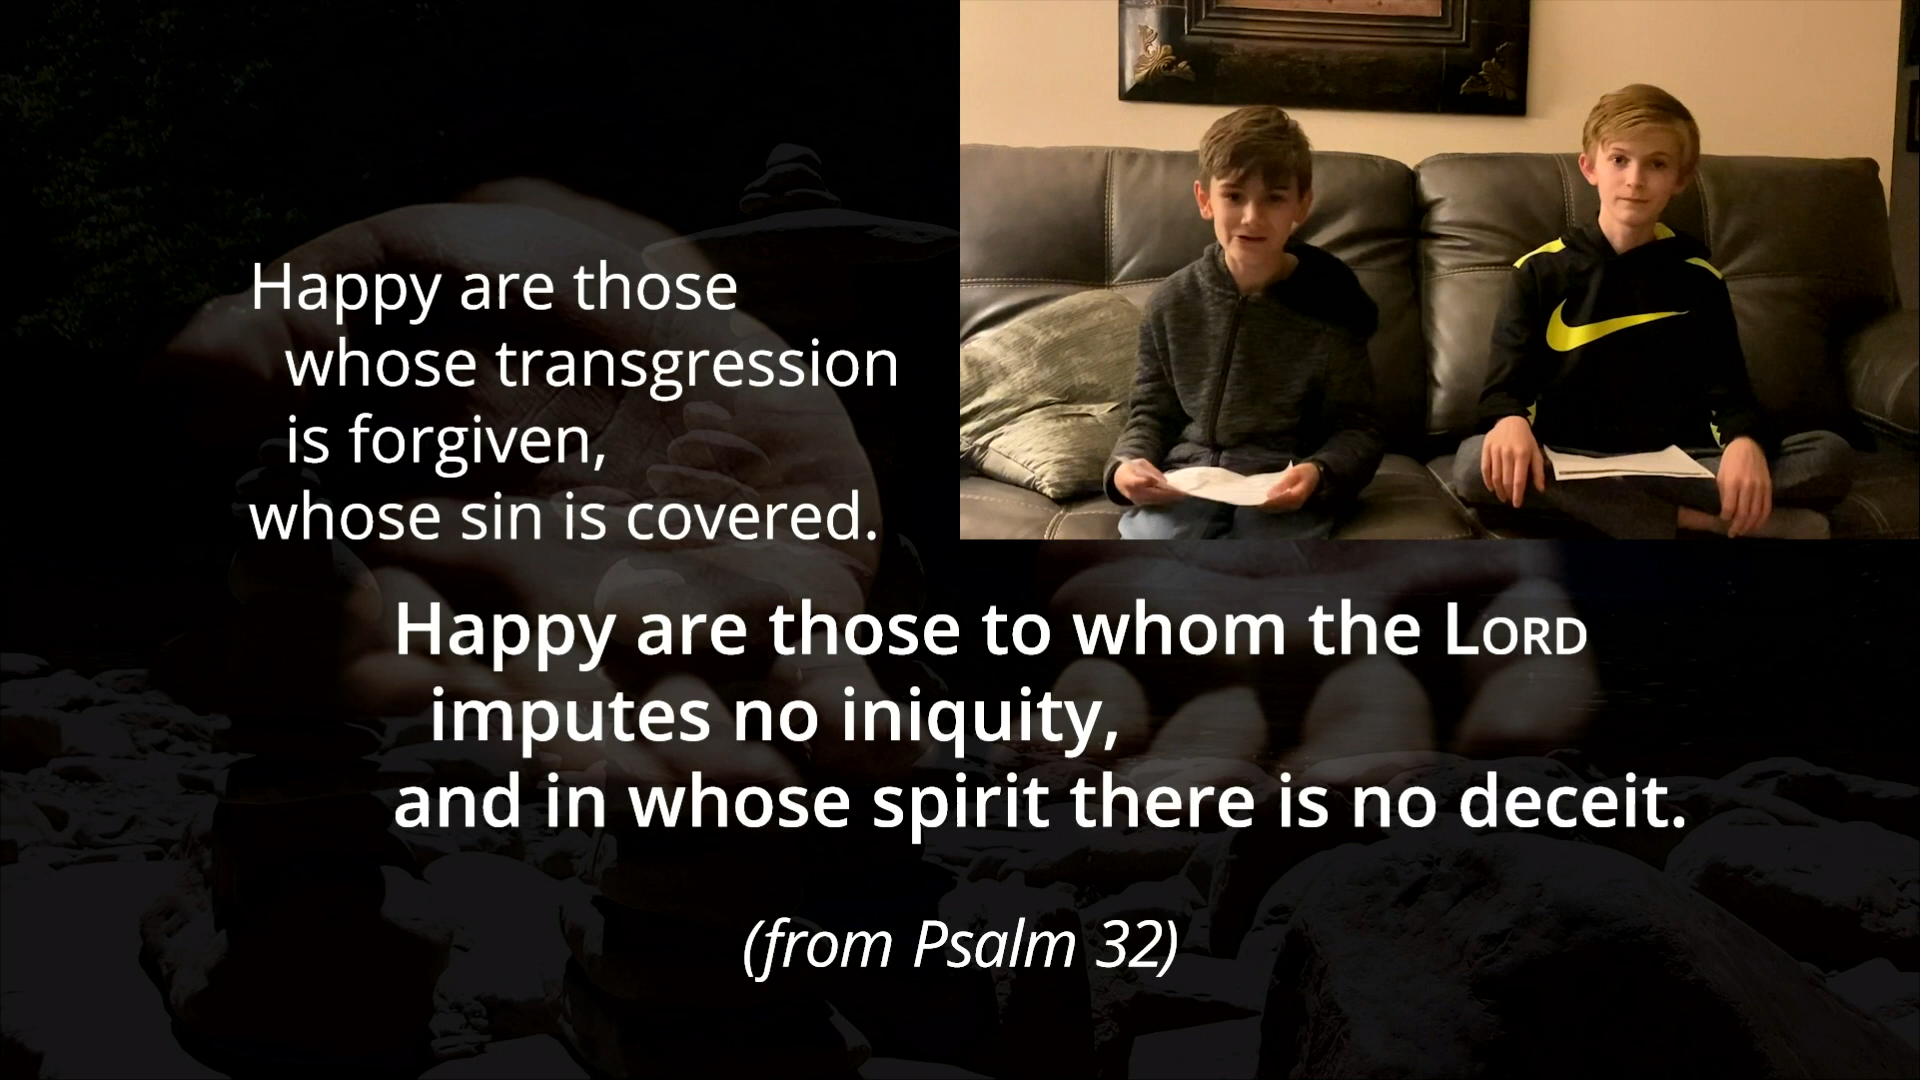 Happy are those
whose transgression
is forgiven,
whose sin is covered.
Happy are those to whom the LORD
imputes no iniquity,
and in whose spirit there is no deceit.
(from Psalm 32)